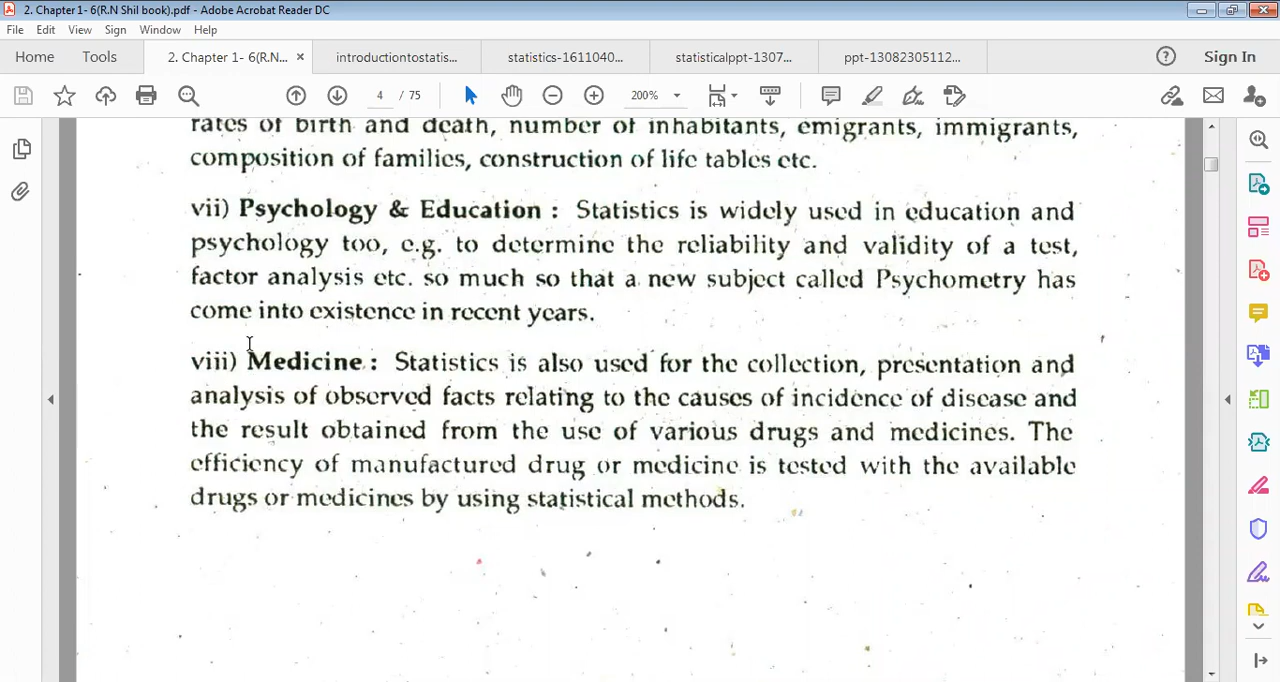 2. Chapter 1- 6(R.N Shil book).pdf - Adobe Acrobat Reader DC
File Edit View Sign Window Help
Home Tools 2. Chapter 1- 6(R.N... × introductiontostatis... statistics-1611040... statisticalppt-1307... ppt-13082305112... Sign In
4 / 75 200%
rates of birth and death, number of inhabitants, emigrants, immigrants,
composition of families, construction of life tables etc.
vii) Psychology & Education : Statistics is widely used in education and
psychology too, e.g. to determine the reliability and validity of a test,
factor analysis etc. so much so that a new subject called Psychometry has
come into existence in recent years.
viii) Medicine : Statistics is also used for the collection, presentation and
analysis of observed facts relating to the causes of incidence of disease and
the result obtained from the use of various drugs and medicines. The
efficiency of manufactured drug or medicine is tested with the available
drugs or medicines by using statistical methods.